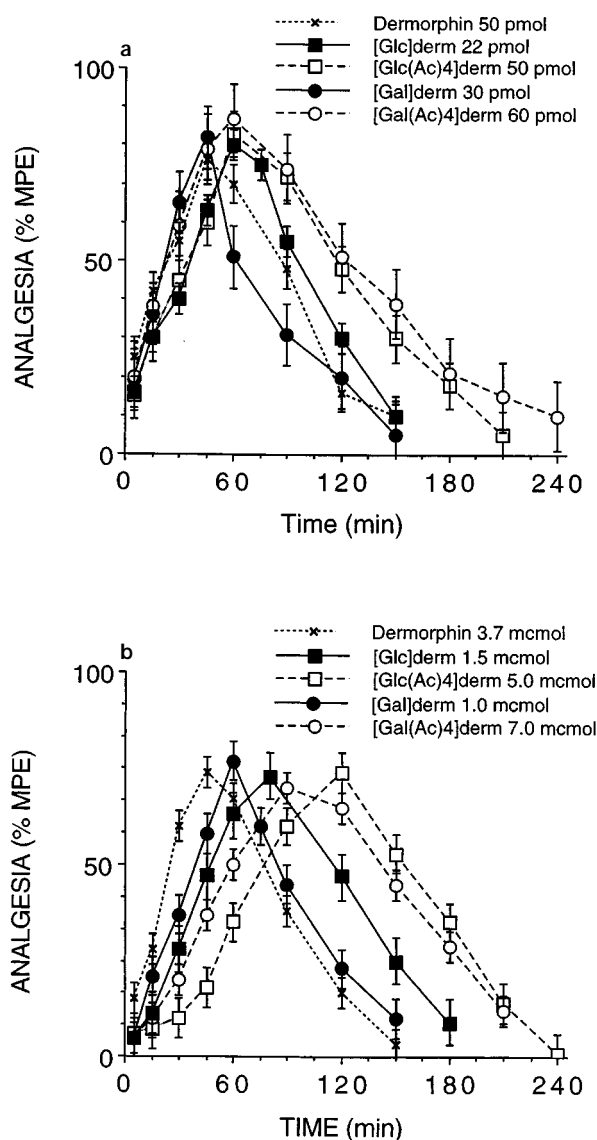 a
Dermorphin 50 pmol
[Glc]derm 22 pmol
[Glc(Ac)4]derm 50 pmol
[Gal]derm 30 pmol
[Gal(Ac)4]derm 60 pmol
100
50
0
ANALGESIA (% MPE)
0 60 120 180 240
Time (min)
b
Dermorphin 3.7 mcmol
[Glc]derm 1.5 mcmol
[Glc(Ac)4]derm 5.0 mcmol
[Gal]derm 1.0 mcmol
[Gal(Ac)4]derm 7.0 mcmol
100
50
0
ANALGESIA (% MPE)
0 60 120 180 240
TIME (min)